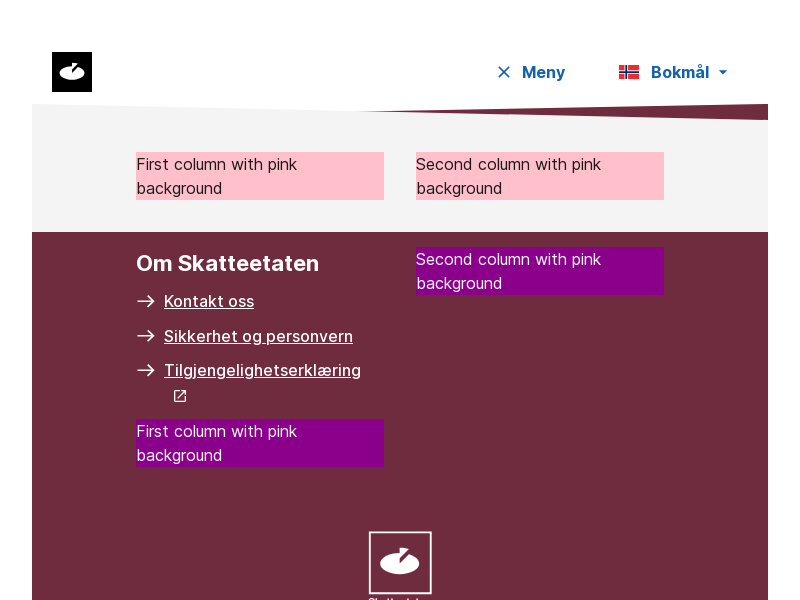 Meny
Bokmål
First column with pink
background
Second column with pink
background
Om Skatteetaten
Kontakt oss
Sikkerhet og personvern
Tilgjengelighetserklæring
Second column with pink
background
First column with pink
background